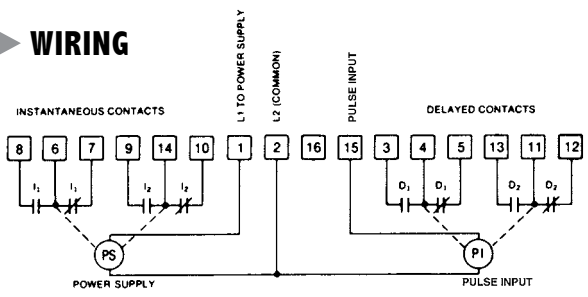 WIRING
L1 TO POWER SUPPLY
L2 (COMMON)
PULSE INPUT
INSTANTANEOUS CONTACTS
DELAYED CONTACTS
8 6 7 9 14 10 1 2 16 15 3 4 5 13 11 12
I1 I1 I2 I2 D1 D1 D2 D2
PS PI
POWER SUPPLY
PULSE INPUT